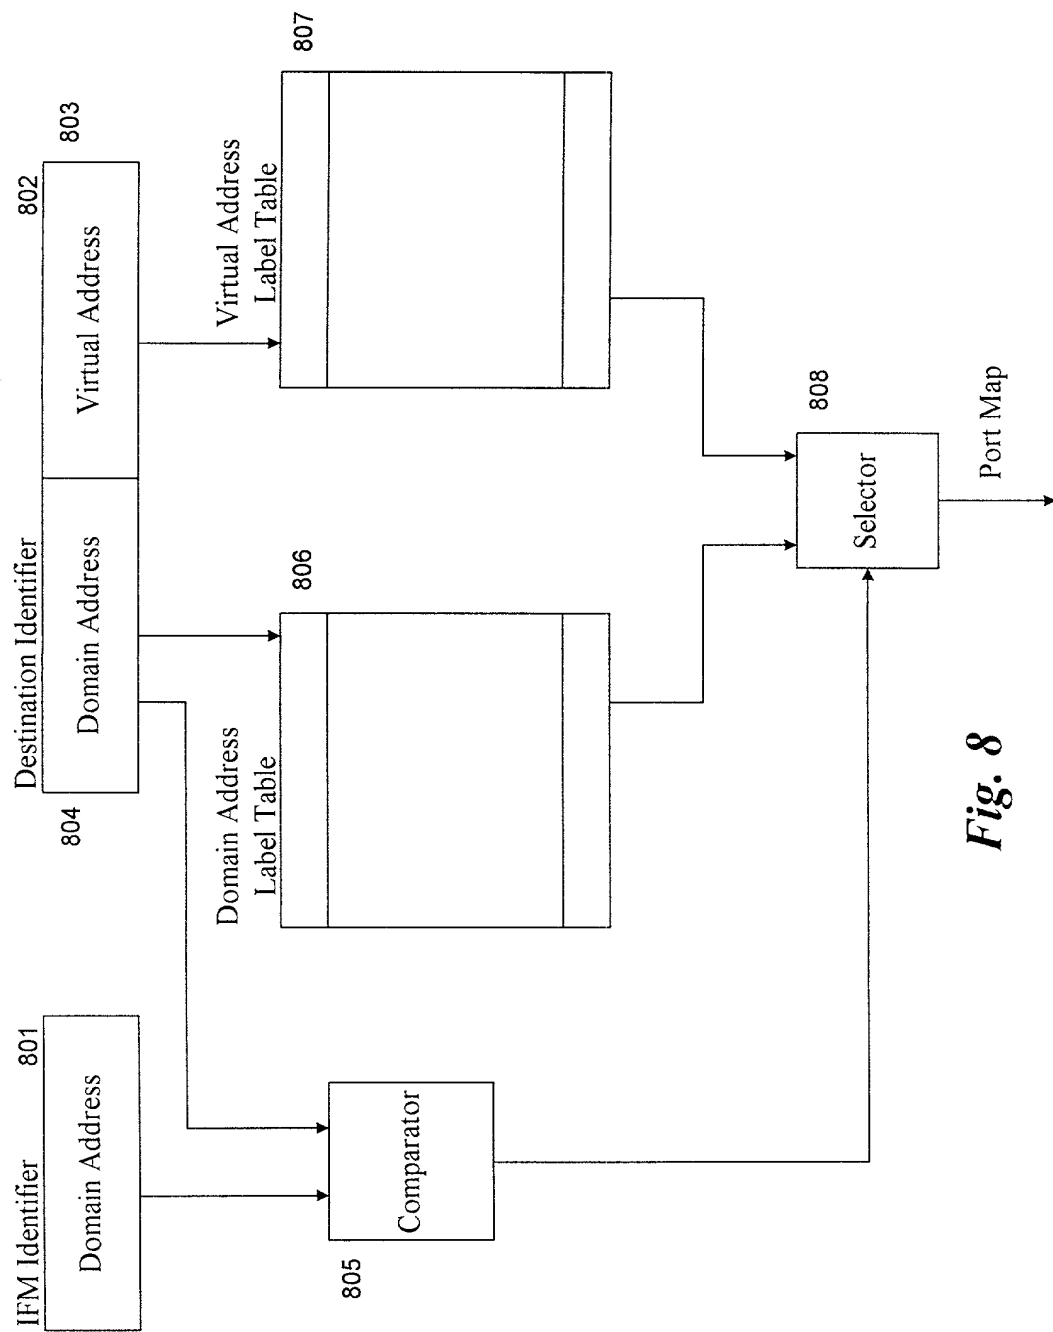 IFM Identifier
801
Domain Address
Destination Identifier
802
804
Domain Address
Virtual Address
803
Domain Address
Label Table
806
Virtual Address
Label Table
807
805
Comparator
808
Selector
Port Map
Fig. 8